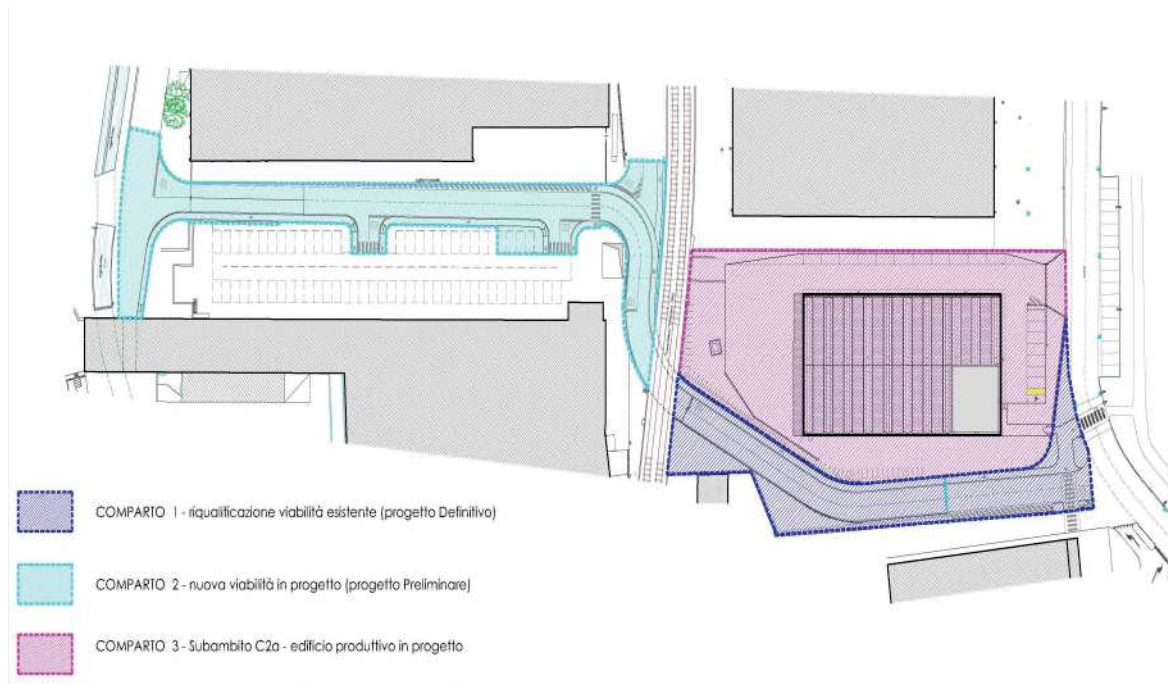 COMPARTO 1 - riqualificazione viabilità esistente (progetto Definitivo)
COMPARTO 2 - nuova viabilità in progetto (progetto Preliminare)
COMPARTO 3 - Subambito C2a - edificio produttivo in progetto